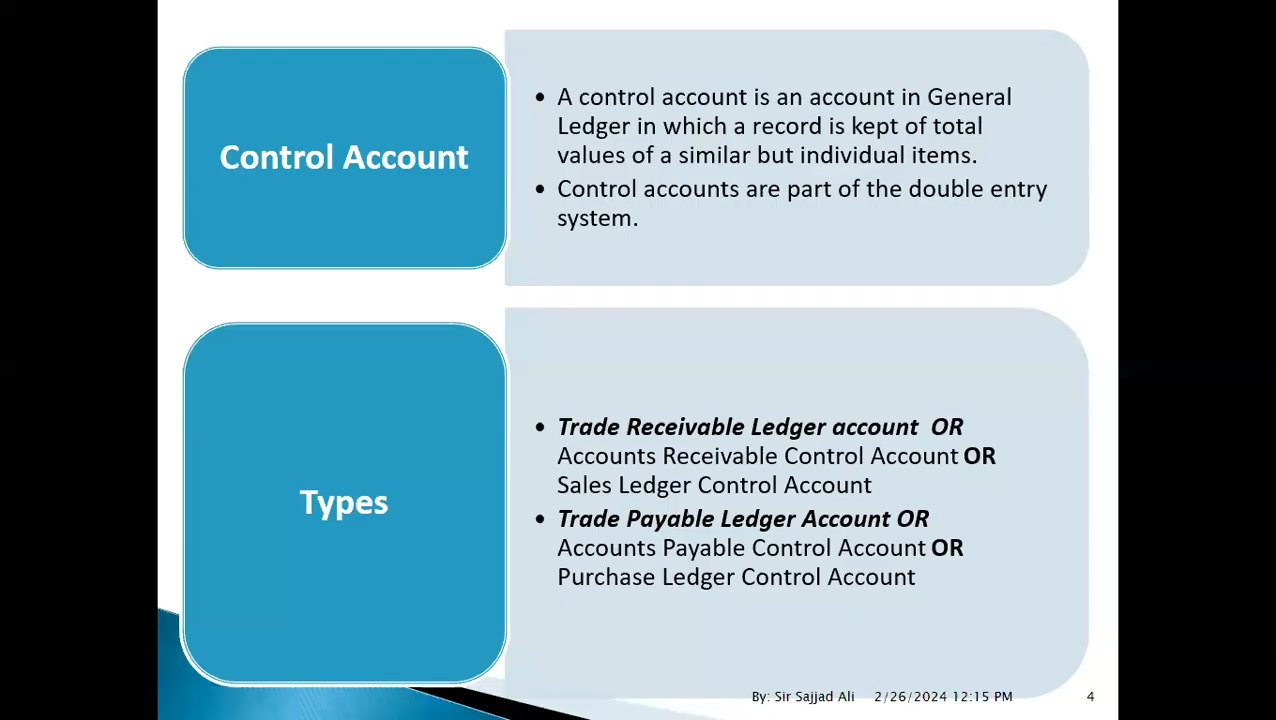 Control Account
• A control account is an account in General
Ledger in which a record is kept of total
values of a similar but individual items.
• Control accounts are part of the double entry
system.
Types
• Trade Receivable Ledger account OR
Accounts Receivable Control Account OR
Sales Ledger Control Account
• Trade Payable Ledger Account OR
Accounts Payable Control Account OR
Purchase Ledger Control Account
By: Sir Sajjad Ali 2/26/2024 12:15 PM 4